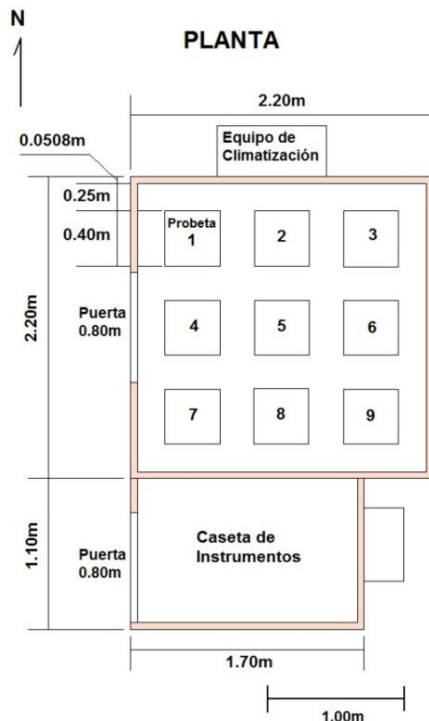 N
PLANTA
2.20m
0.0508m
Equipo de
Climatización
0.25m
0.40m
Probeta
1
2
3
2.20m
Puerta
0.80m
4
5
6
7
8
9
1.10m
Puerta
0.80m
Caseta de
Instrumentos
1.70m
1.00m